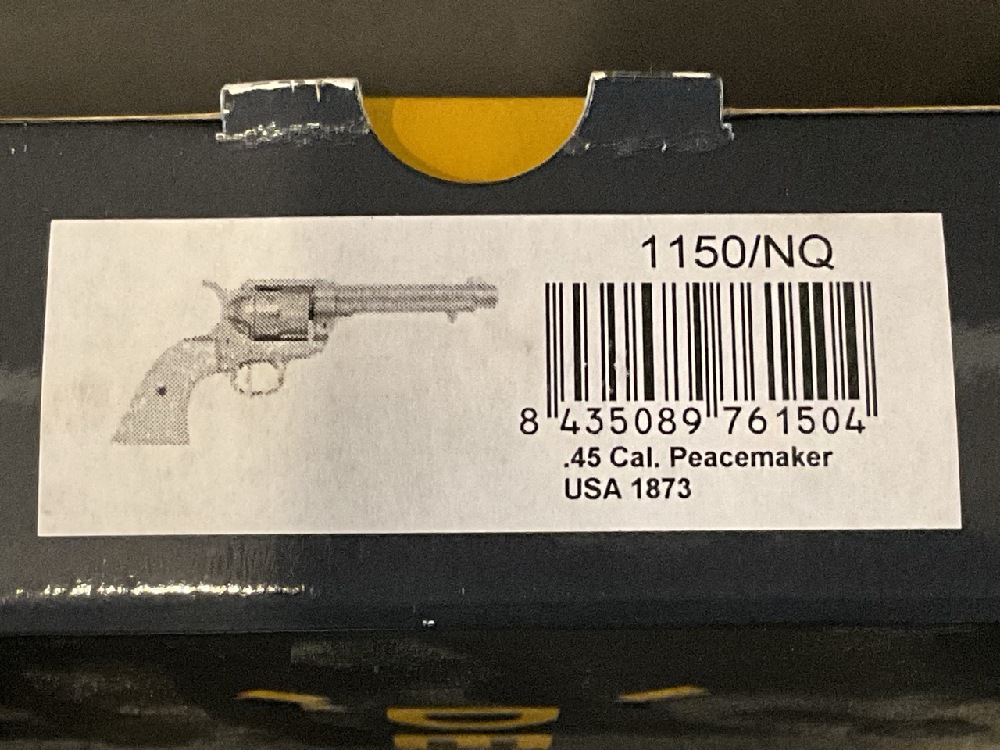 1150/NQ
8 435089 761504
.45 Cal. Peacemaker
USA 1873